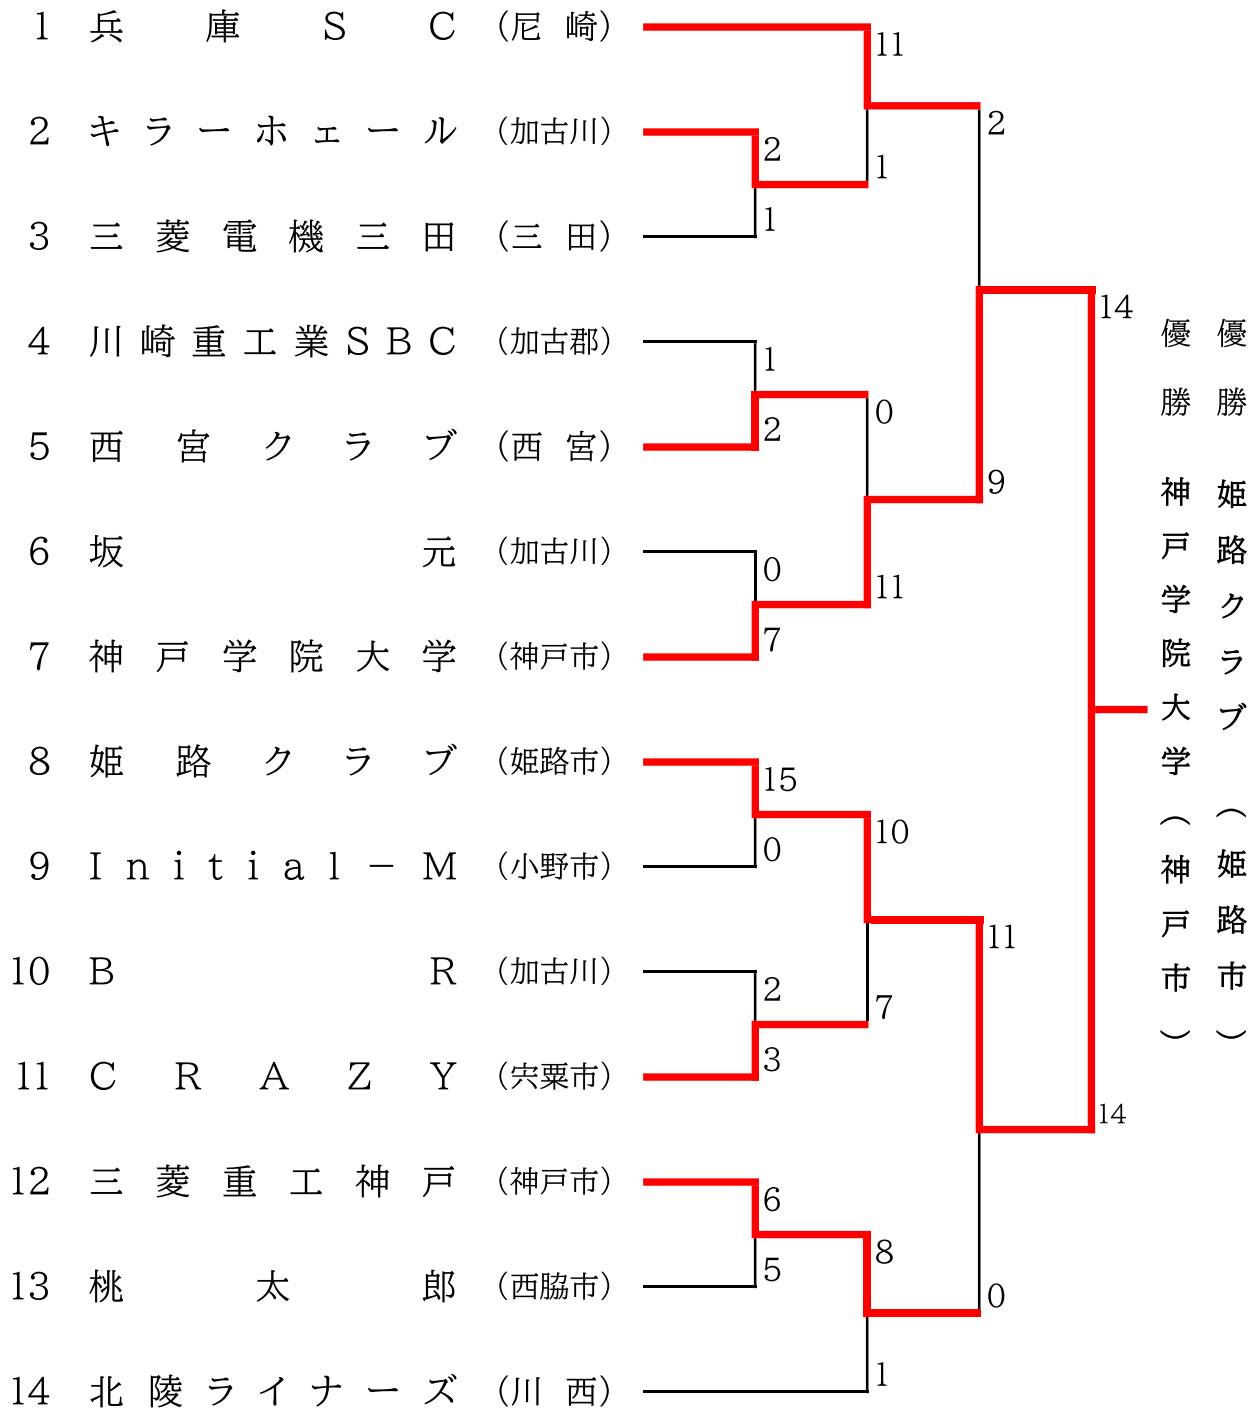 1 兵庫SC (尼崎)
2 キラーホェール (加古川)
3 三菱電機三田 (三田)
4 川崎重工業SBC (加古郡)
5 西宮クラブ (西宮)
6 坂元 (加古川)
7 神戸学院大学 (神戸市)
8 姫路クラブ (姫路市)
9 Initial－M (小野市)
10 BR (加古川)
11 CRAZY (宍粟市)
12 三菱重工神戸 (神戸市)
13 桃太郎 (西脇市)
14 北陵ライナーズ (川西)
2
1
1
2
0
7
15
0
2
3
6
5
11
1
0
11
10
7
8
1
2
9
11
0
14
14
優勝 姫路クラブ (姫路市)
優勝 神戸学院大学 (神戸市)